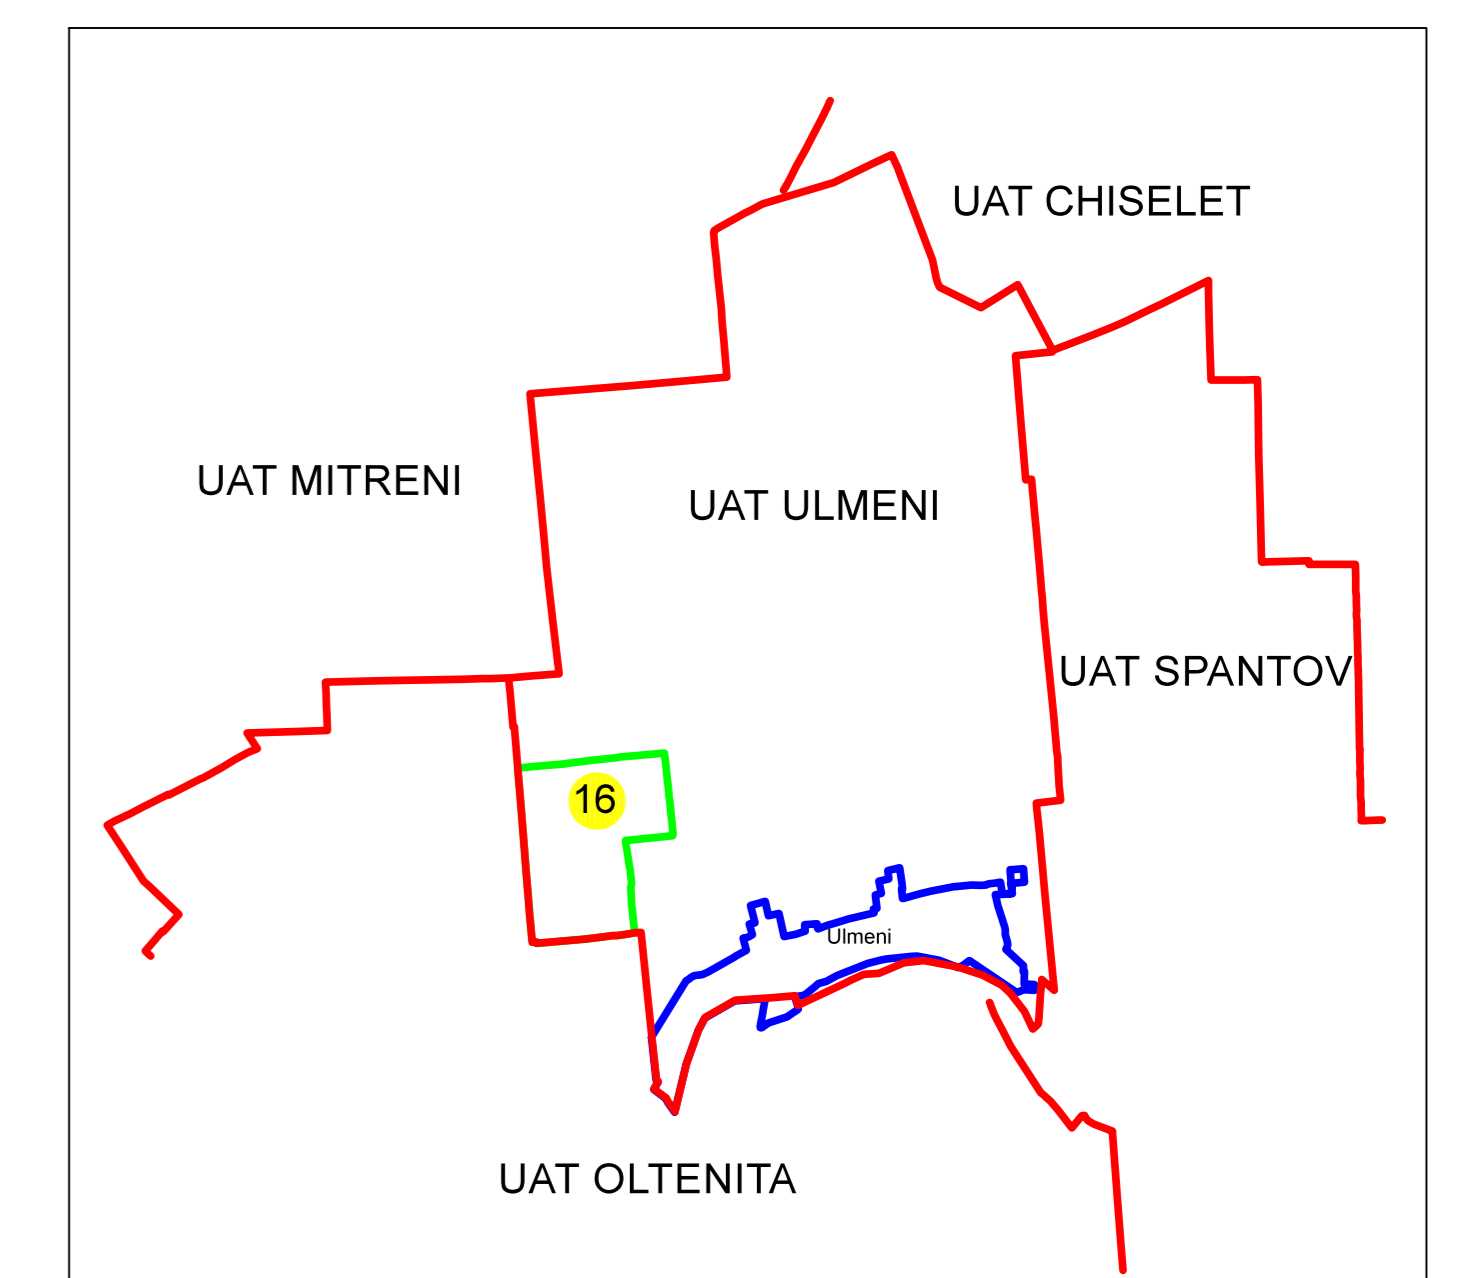 UAT CHISELET
UAT MITRENI
UAT ULMENI
UAT SPANTOV
16
Ulmeni
UAT OLTENITA